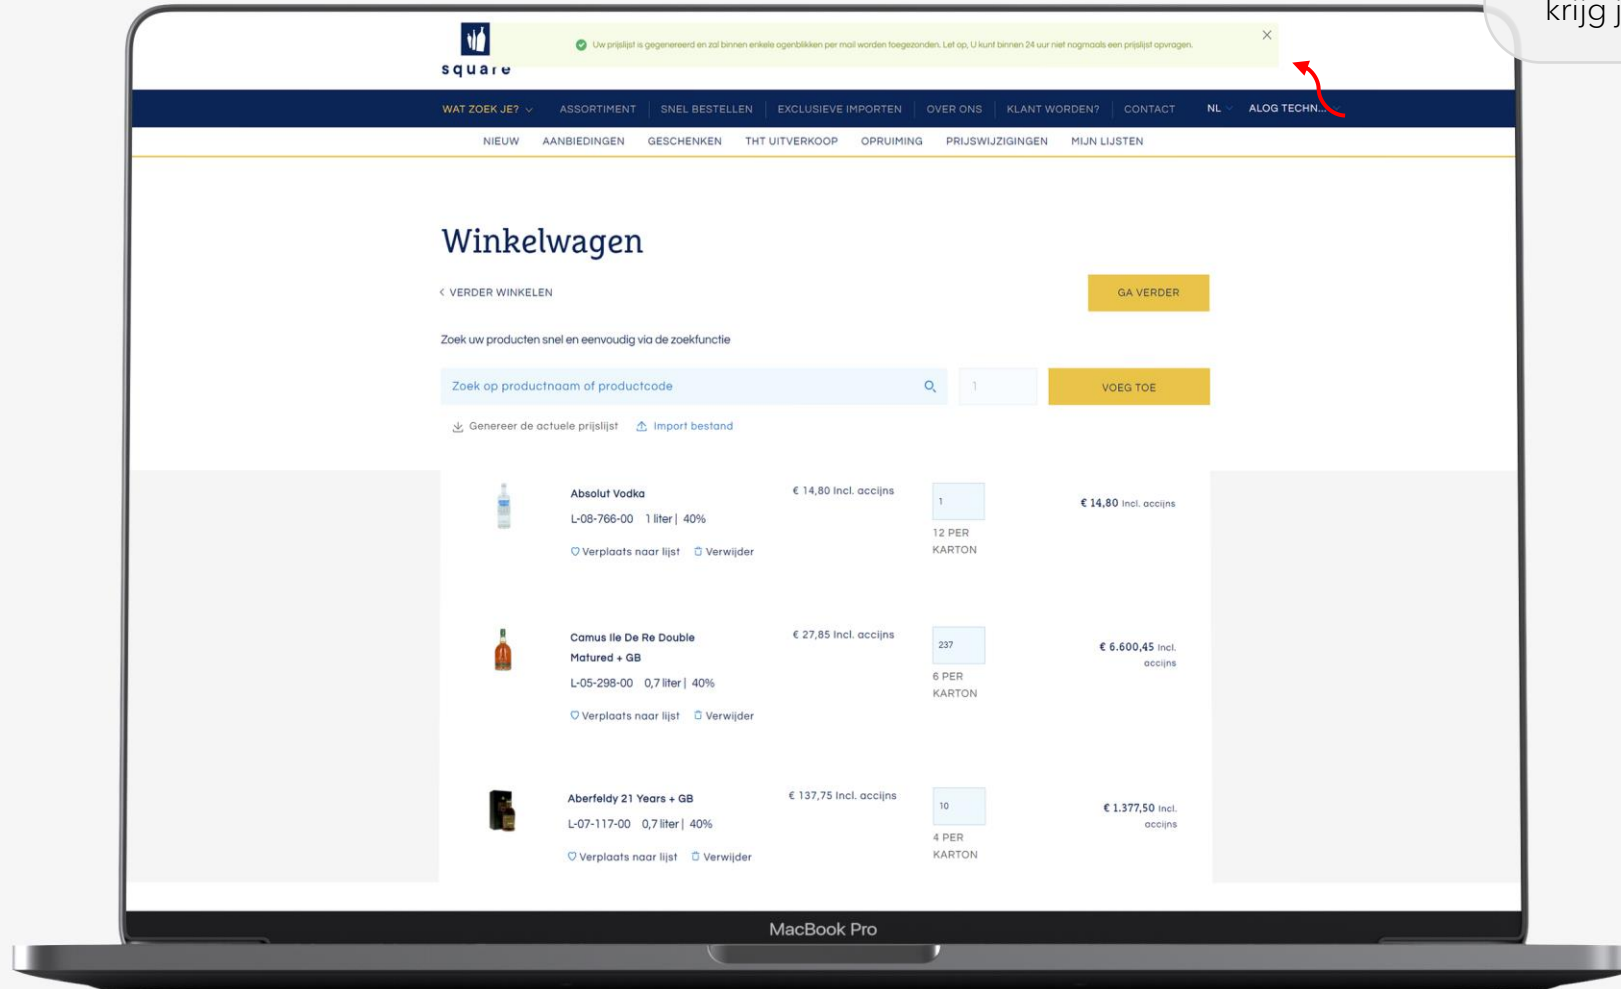 krijg j
Uw prijslijst is gegenereerd en zal binnen enkele ogenblikken per mail worden toegezonden. Let op, U kunt binnen 24 uur niet nogmaals een prijslijst opvragen.
square
WAT ZOEK JE? ASSORTIMENT SNEL BESTELLEN EXCLUSIEVE IMPORTEN OVER ONS KLANT WORDEN? CONTACT NL ALOG TECHN...
NIEUW AANBIEDINGEN GESCHENKEN THT UITVERKOOP OPRUIMING PRIJSWIJZIGINGEN MIJN LIJSTEN
Winkelwagen
< VERDER WINKELEN
GA VERDER
Zoek uw producten snel en eenvoudig via de zoekfunctie
Zoek op productnaam of productcode 1 VOEG TOE
Genereer de actuele prijslijst Import bestand
Absolut Vodka € 14,80 Incl. accijns 1 € 14,80 Incl. accijns
L-08-766-00 1 liter | 40%
12 PER
KARTON
Verplaats naar lijst Verwijder
Camus Ile De Re Double € 27,85 Incl. accijns 237 € 6.600,45 Incl.
Matured + GB accijns
L-05-298-00 0,7 liter | 40%
6 PER
KARTON
Verplaats naar lijst Verwijder
Aberfeldy 21 Years + GB € 137,75 Incl. accijns 10 € 1.377,50 Incl.
L-07-117-00 0,7 liter | 40% accijns
4 PER
KARTON
Verplaats naar lijst Verwijder
MacBook Pro